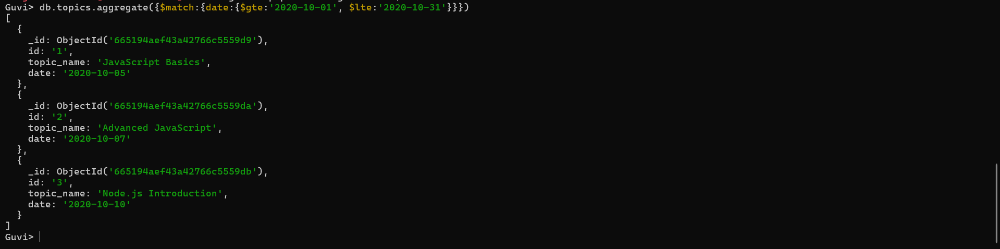 Guvi> db.topics.aggregate({$match:{date:{$gte:'2020-10-01', $lte:'2020-10-31'}}})
[
  {
    _id: ObjectId('665194aef43a42766c5559d9'),
    id: '1',
    topic_name: 'JavaScript Basics',
    date: '2020-10-05'
  },
  {
    _id: ObjectId('665194aef43a42766c5559da'),
    id: '2',
    topic_name: 'Advanced JavaScript',
    date: '2020-10-07'
  },
  {
    _id: ObjectId('665194aef43a42766c5559db'),
    id: '3',
    topic_name: 'Node.js Introduction',
    date: '2020-10-10'
  }
]
Guvi>